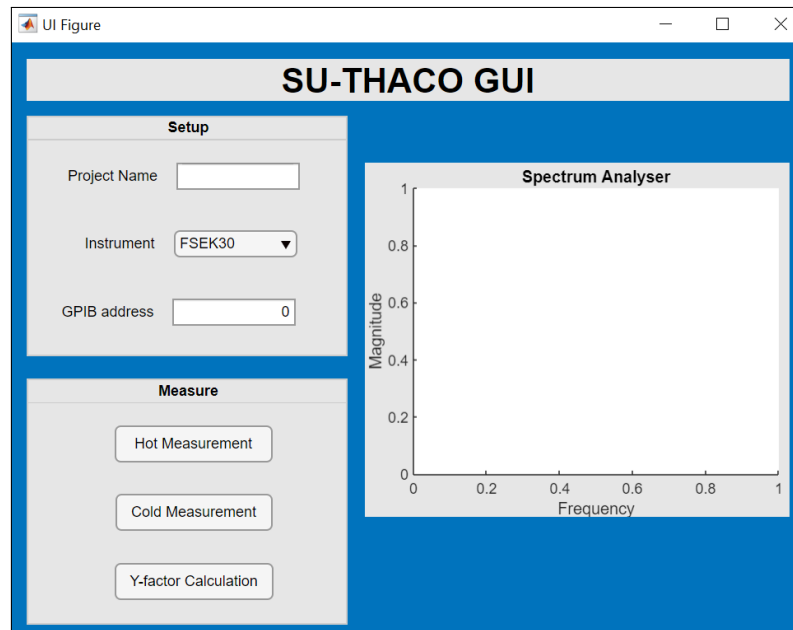 UI Figure
SU-THACO GUI
Setup
Project Name
Instrument FSEK30
GPIB address 0
Measure
Hot Measurement
Cold Measurement
Y-factor Calculation
Spectrum Analyser
Magnitude
1
0.8
0.6
0.4
0.2
0
0 0.2 0.4 0.6 0.8 1
Frequency